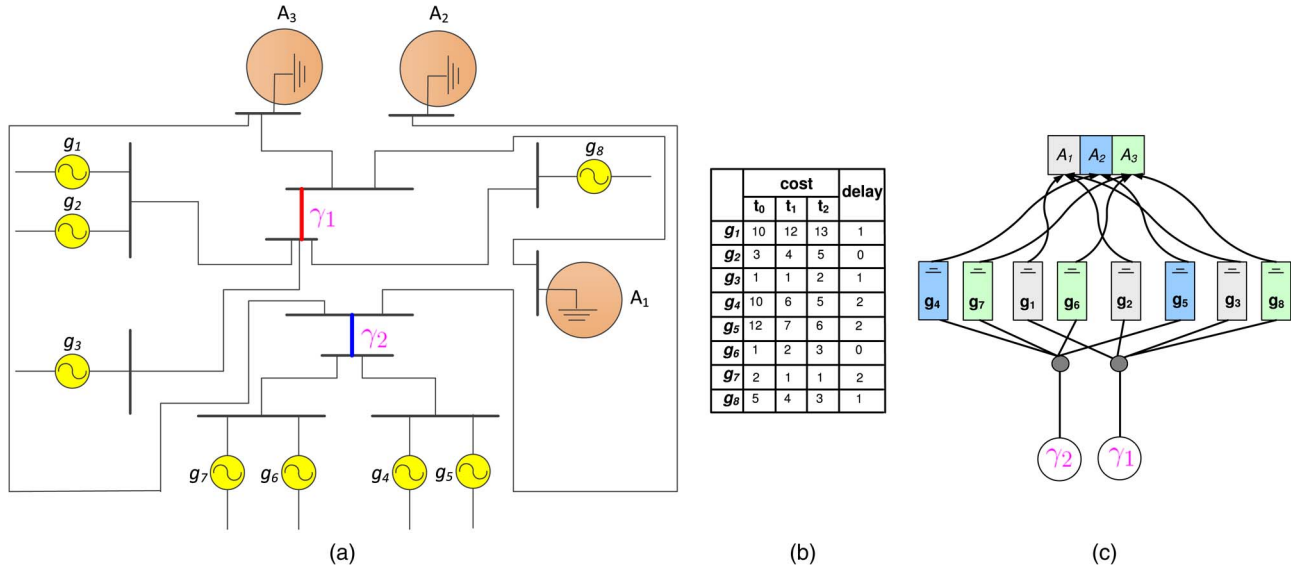 A3 A2
g1
g8
g2
γ1
A1
γ2
g3
g7 g6 g4 g5
(a)
cost delay
t0 t1 t2
g1 10 12 13 1
g2 3 4 5 0
g3 1 1 2 1
g4 10 6 5 2
g5 12 7 6 2
g6 1 2 3 0
g7 2 1 1 2
g8 5 4 3 1
(b)
A1 A2 A3
g4 g7 g1 g6 g2 g5 g3 g8
γ2 γ1
(c)